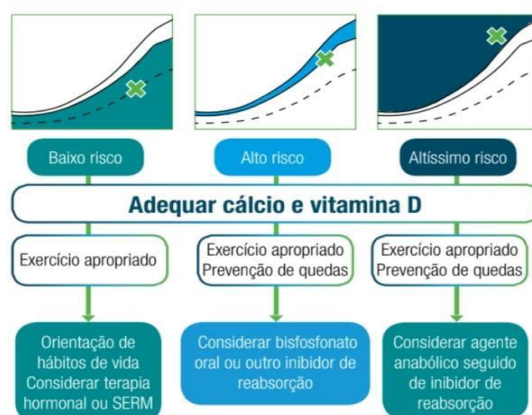 Baixo risco
Alto risco
Altíssimo risco
Adequar cálcio e vitamina D
Exercício apropriado
Exercício apropriado
Prevenção de quedas
Exercício apropriado
Prevenção de quedas
Orientação de
hábitos de vida
Considerar terapia
hormonal ou SERM
Considerar bisfosfonato
oral ou outro inibidor de
reabsorção
Considerar agente
anabólico seguido
de inibidor de
reabsorção